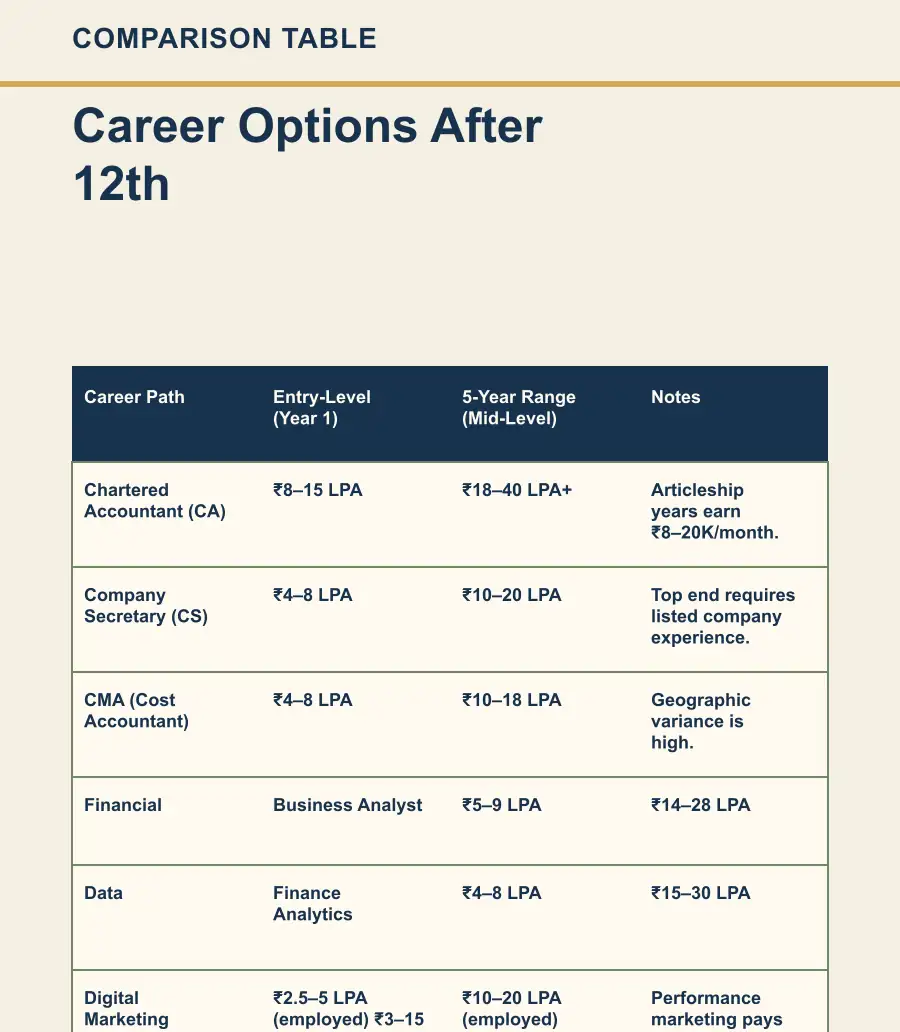 COMPARISON TABLE
Career Options After
12th
Career Path
Entry-Level
(Year 1)
5-Year Range
(Mid-Level)
Notes
Chartered
Accountant (CA)
₹8–15 LPA
₹18–40 LPA+
Articleship
years earn
₹8–20K/month.
Company
Secretary (CS)
₹4–8 LPA
₹10–20 LPA
Top end requires
listed company
experience.
CMA (Cost
Accountant)
₹4–8 LPA
₹10–18 LPA
Geographic
variance is
high.
Financial
Business Analyst
₹5–9 LPA
₹14–28 LPA
Data
Finance
Analytics
₹4–8 LPA
₹15–30 LPA
Digital
Marketing
₹2.5–5 LPA
(employed) ₹3–15
₹10–20 LPA
(employed)
Performance
marketing pays